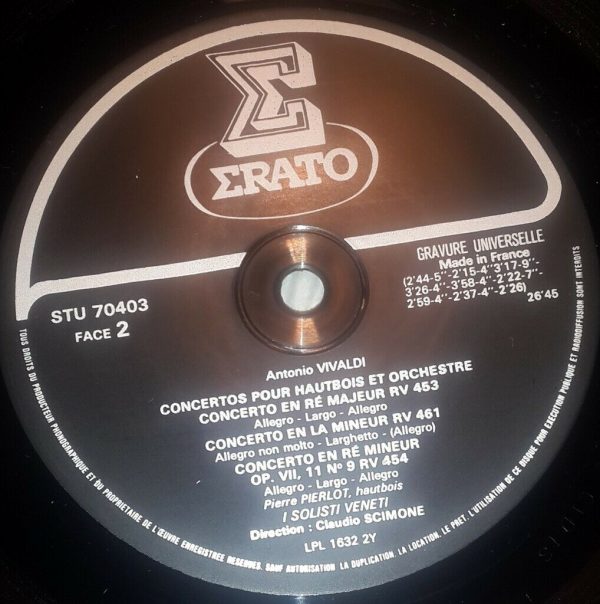 Σ
ΣRATO
GRAVURE UNIVERSELLE
Made in France
(2'44-5''-2'15-4''3'17-9''-
3'26-4''-3'58-4''-2'22-7''-
2'59-4''-2'37-4''-2'26)
26'45
STU 70403
FACE 2
Antonio VIVALDI
CONCERTOS POUR HAUTBOIS ET ORCHESTRE
CONCERTO EN RÉ MAJEUR RV 453
Allegro - Largo - Allegro
CONCERTO EN LA MINEUR RV 461
Allegro non molto - Larghetto - (Allegro)
CONCERTO EN RÉ MINEUR
OP. VII, 11 Nº 9 RV 454
Allegro - Largo - Allegro
Pierre PIERLOT, hautbois
I SOLISTI VENETI
Direction : Claudio SCIMONE
LPL 1632 2Y
TOUS DROITS DU PRODUCTEUR PHONOGRAPHIQUE ET DU PROPRIETAIRE DE L'ŒUVRE ENREGISTREE RESERVES. SAUF AUTORISATION LA DUPLICATION, LA LOCATION, LE PRET, L'UTILISATION DE CE DISQUE POUR EXECUTION PUBLIQUE ET RADIODIFFUSION SONT INTERDITS